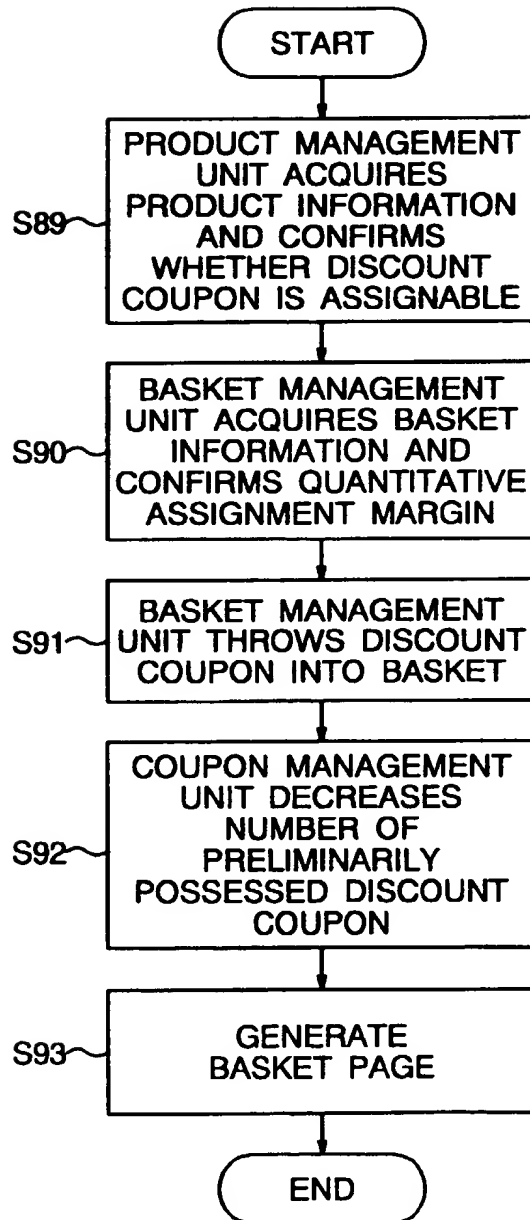 START
PRODUCT MANAGEMENT
UNIT ACQUIRES
PRODUCT INFORMATION
AND CONFIRMS
WHETHER DISCOUNT
COUPON IS ASSIGNABLE
S89
BASKET MANAGEMENT
UNIT ACQUIRES BASKET
INFORMATION AND
CONFIRMS QUANTITATIVE
ASSIGNMENT MARGIN
S90
BASKET MANAGEMENT
UNIT THROWS DISCOUNT
COUPON INTO BASKET
S91
COUPON MANAGEMENT
UNIT DECREASES
NUMBER OF
PRELIMINARILY
POSSESSED DISCOUNT
COUPON
S92
GENERATE
BASKET PAGE
S93
END